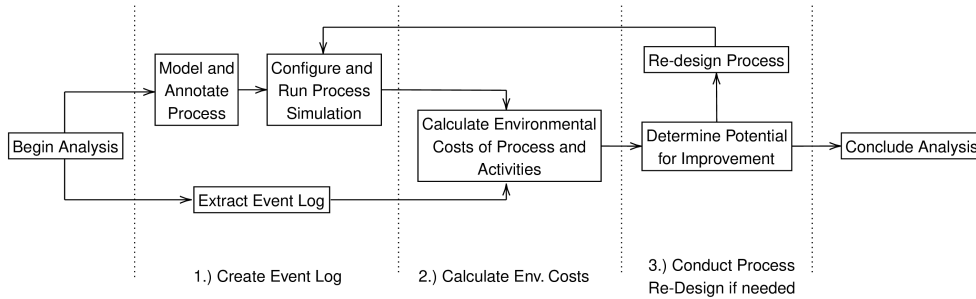 Begin Analysis
Model and
Annotate
Process
Configure and
Run Process
Simulation
Extract Event Log
Calculate Environmental
Costs of Process and
Activities
Re-design Process
Determine Potential
for Improvement
Conclude Analysis
1.) Create Event Log
2.) Calculate Env. Costs
3.) Conduct Process
Re-Design if needed